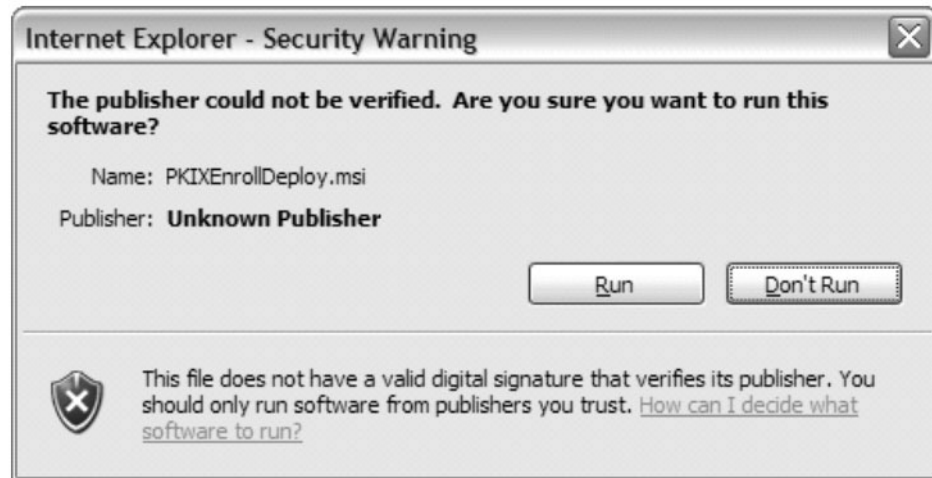 Internet Explorer - Security Warning
The publisher could not be verified. Are you sure you want to run this
software?
Name: PKIXEnrollDeploy.msi
Publisher: Unknown Publisher
Run Don't Run
This file does not have a valid digital signature that verifies its publisher. You
should only run software from publishers you trust. How can I decide what
software to run?